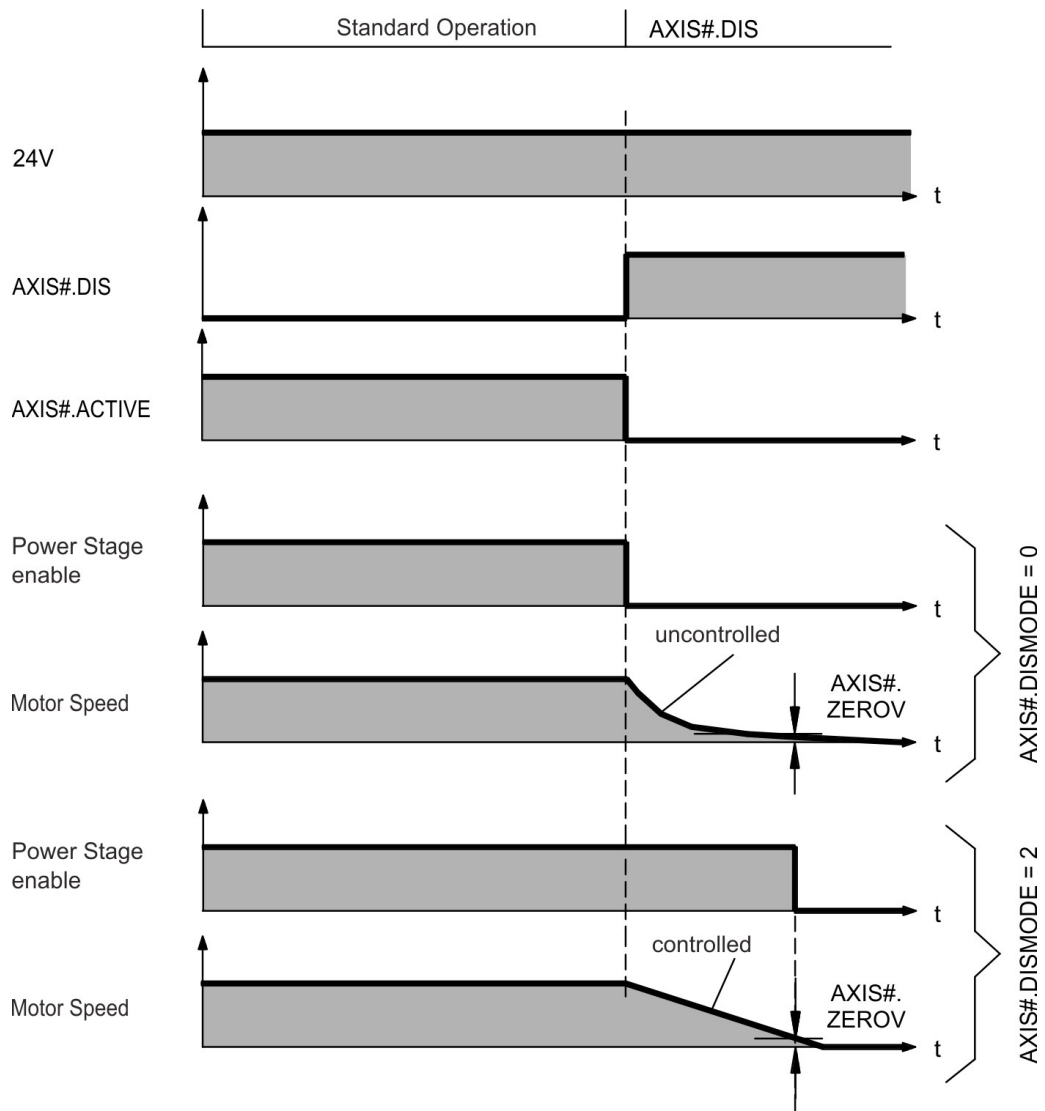 Standard Operation
AXIS#.DIS
24V
t
AXIS#.DIS
t
AXIS#.ACTIVE
t
Power Stage
enable
t
uncontrolled
Motor Speed
AXIS#.
ZEROV
t
AXIS#.DISMODE = 0
Power Stage
enable
t
controlled
Motor Speed
AXIS#.
ZEROV
t
AXIS#.DISMODE = 2